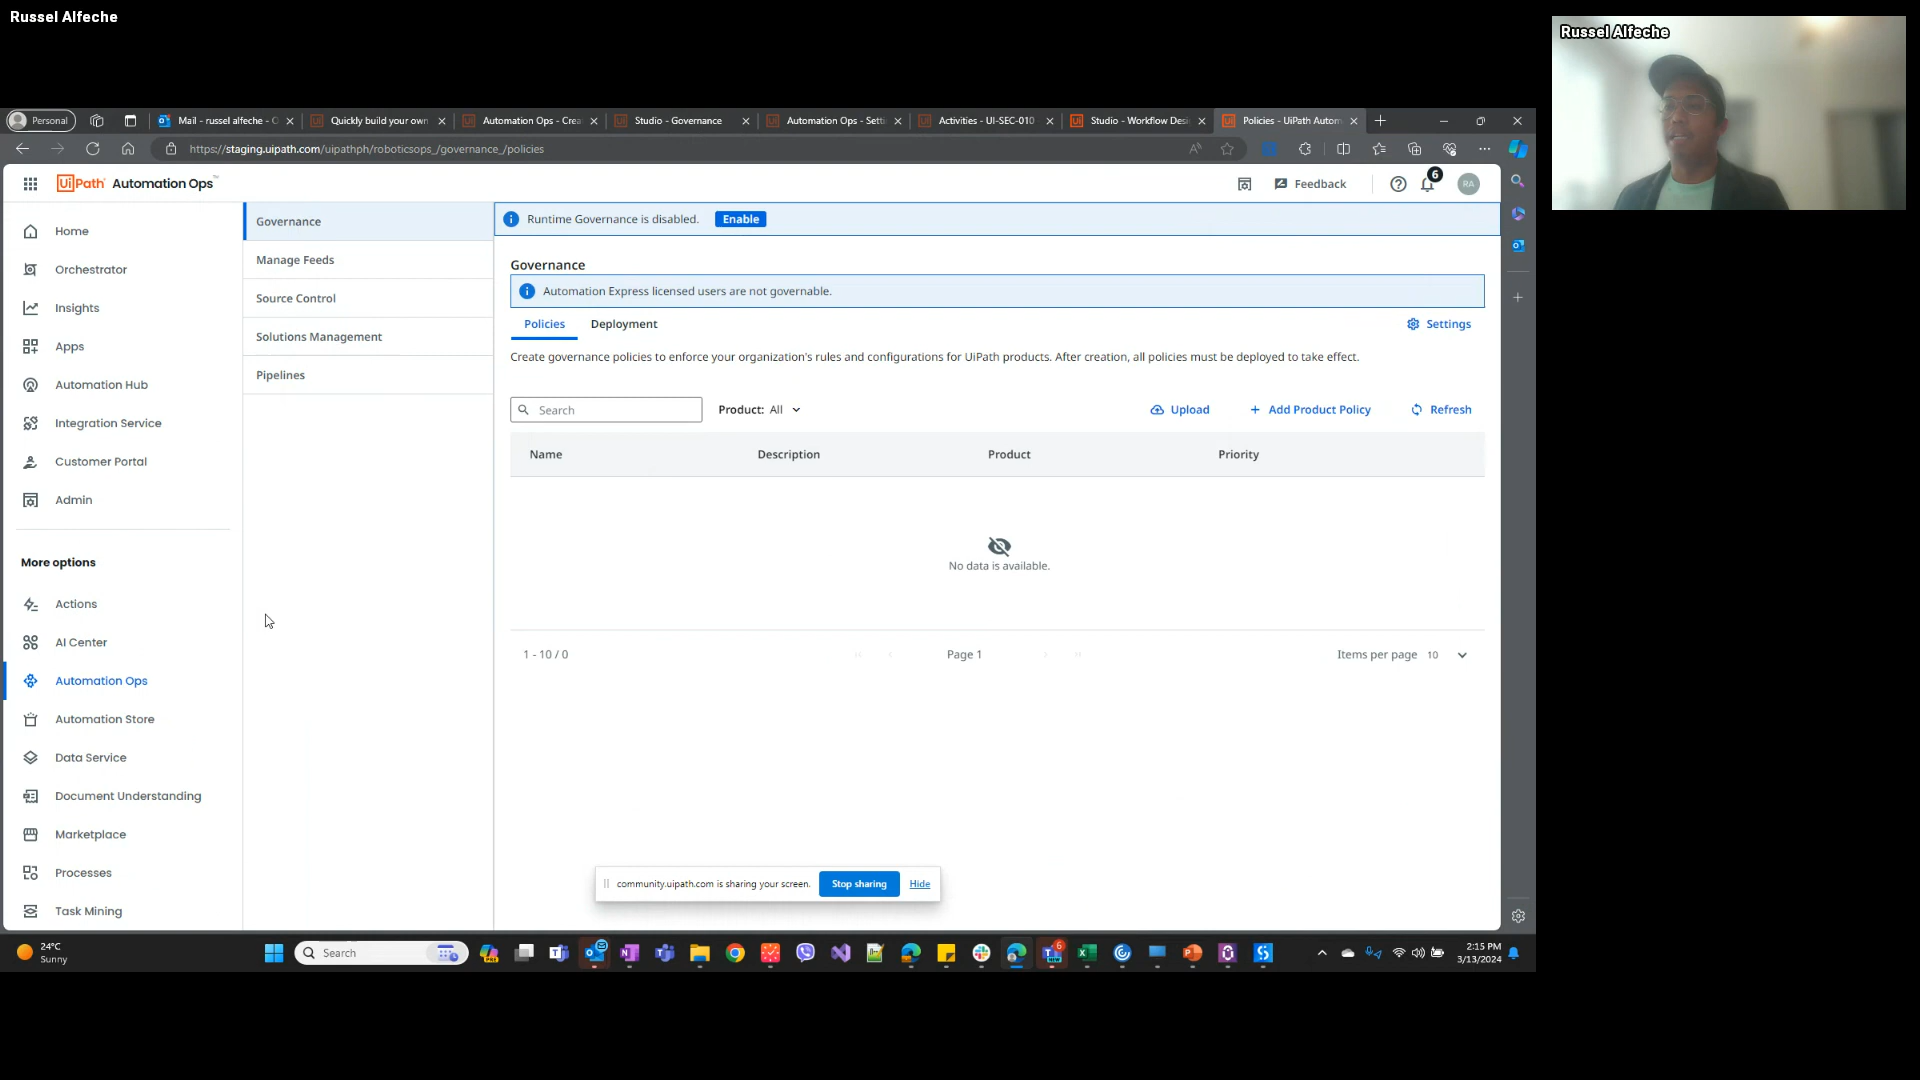 Russel Alfeche
Russel Alfeche
Personal
Mail - russel alfeche - O
Quickly build your own
Automation Ops - Crea
Studio - Governance
Automation Ops - Setti
Activities - UI-SEC-010
Studio - Workflow Desi
Policies - UiPath Autom
https://staging.uipath.com/uipathph/roboticsops_/governance_/policies
UiPath Automation Ops™
Feedback
6
RA
Home
Orchestrator
Insights
Apps
Automation Hub
Integration Service
Customer Portal
Admin
More options
Actions
AI Center
Automation Ops
Automation Store
Data Service
Document Understanding
Marketplace
Processes
Task Mining
Governance
Manage Feeds
Source Control
Solutions Management
Pipelines
Runtime Governance is disabled. Enable
Governance
Automation Express licensed users are not governable.
Policies Deployment Settings
Create governance policies to enforce your organization's rules and configurations for UiPath products. After creation, all policies must be deployed to take effect.
Search Product: All Upload + Add Product Policy Refresh
Name Description Product Priority
No data is available.
1 - 10 / 0 Page 1 Items per page 10
community.uipath.com is sharing your screen. Stop sharing Hide
24°C
Sunny
Search
6
2:15 PM
3/13/2024